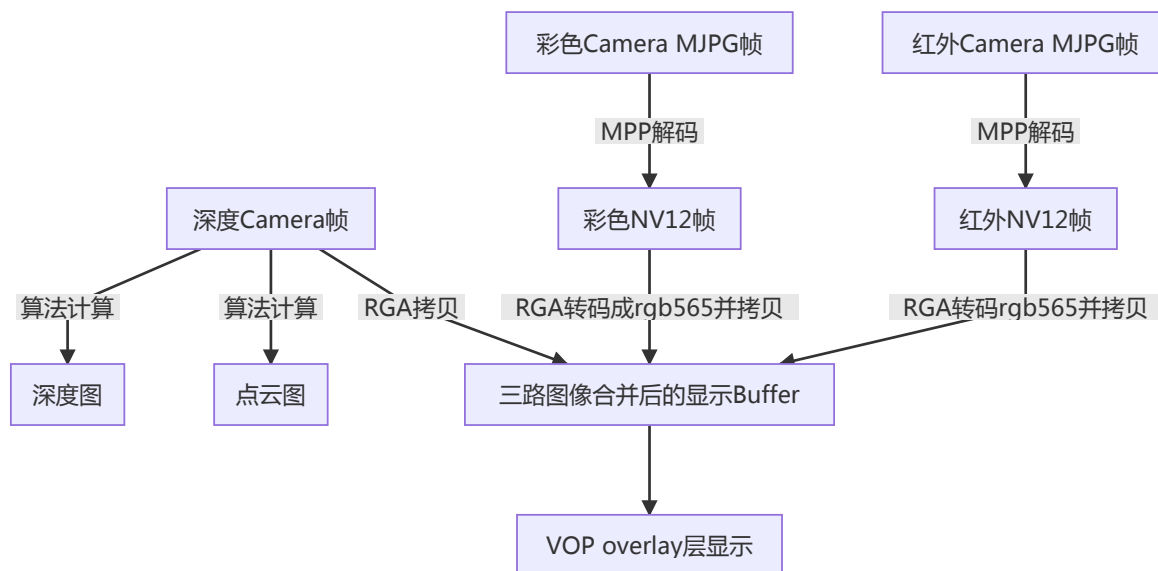 彩色Camera MJPG帧
红外Camera MJPG帧
MPP解码
MPP解码
深度Camera帧
彩色NV12帧
红外NV12帧
算法计算
算法计算
RGA拷贝
RGA转码成rgb565并拷贝
RGA转码rgb565并拷贝
深度图
点云图
三路图像合并后的显示Buffer
VOP overlay层显示